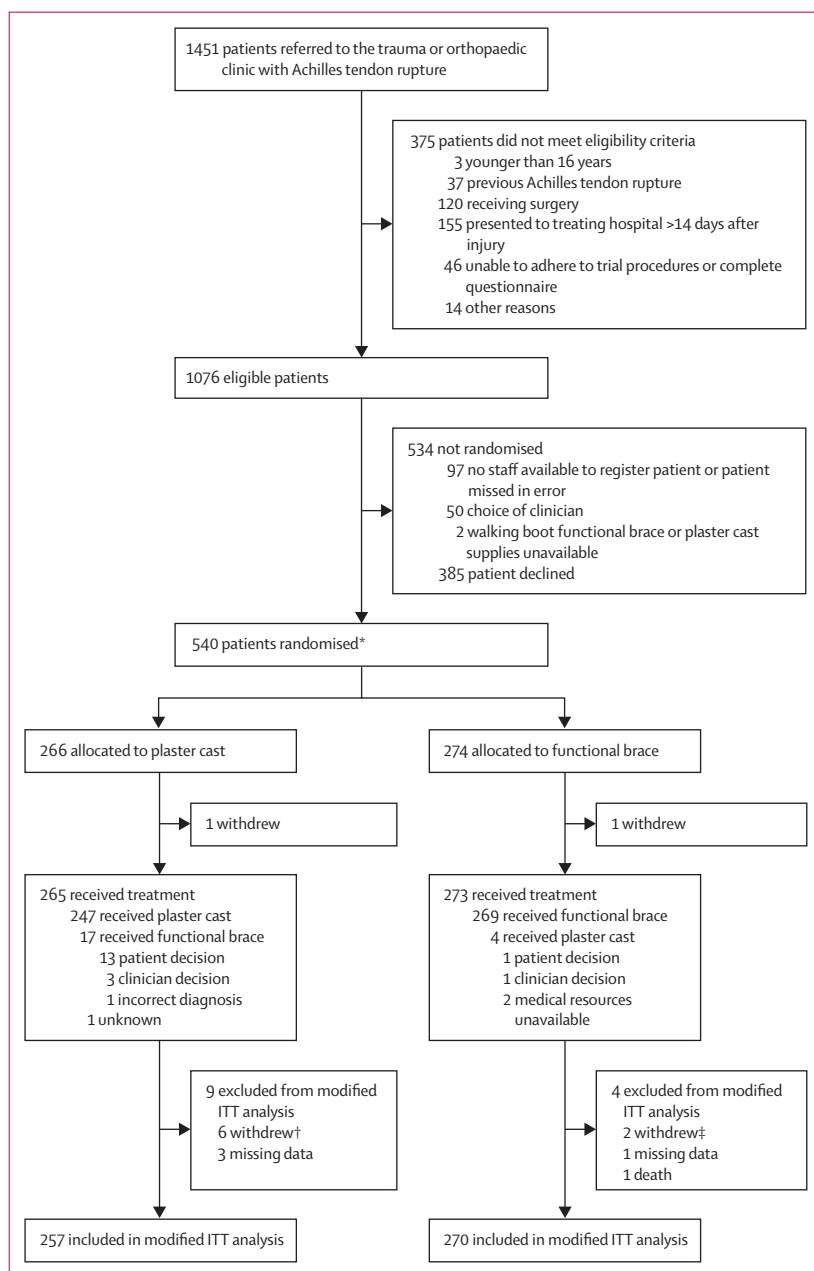 1451 patients referred to the trauma or orthopaedic
clinic with Achilles tendon rupture
375 patients did not meet eligibility criteria
3 younger than 16 years
37 previous Achilles tendon rupture
120 receiving surgery
155 presented to treating hospital >14 days after
injury
46 unable to adhere to trial procedures or complete
questionnaire
14 other reasons
1076 eligible patients
534 not randomised
97 no staff available to register patient or patient
missed in error
50 choice of clinician
2 walking boot functional brace or plaster cast
supplies unavailable
385 patient declined
540 patients randomised*
266 allocated to plaster cast
274 allocated to functional brace
1 withdrew
1 withdrew
265 received treatment
247 received plaster cast
17 received functional brace
13 patient decision
3 clinician decision
1 incorrect diagnosis
1 unknown
273 received treatment
269 received functional brace
4 received plaster cast
1 patient decision
1 clinician decision
2 medical resources
unavailable
9 excluded from modified
ITT analysis
6 withdrew†
3 missing data
4 excluded from modified
ITT analysis
2 withdrew‡
1 missing data
1 death
257 included in modified ITT analysis
270 included in modified ITT analysis